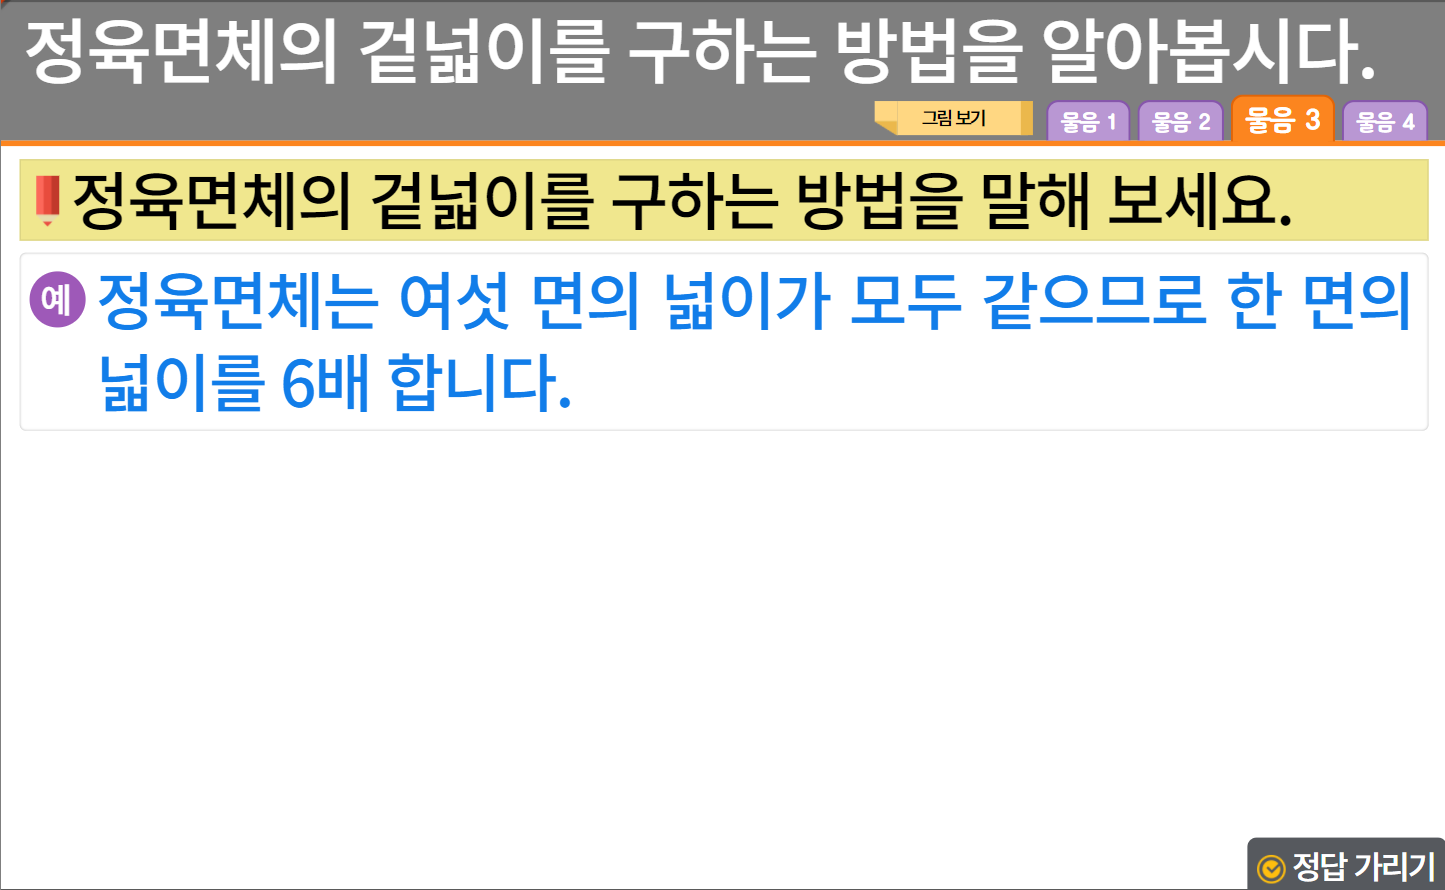 정육면체의 겉넓이를 구하는 방법을 알아봅시다.
그림 보기
물음 1
물음 2
물음 3
물음 4
정육면체의 겉넓이를 구하는 방법을 말해 보세요.
예 정육면체는 여섯 면의 넓이가 모두 같으므로 한 면의
넓이를 6배 합니다.
정답 가리기